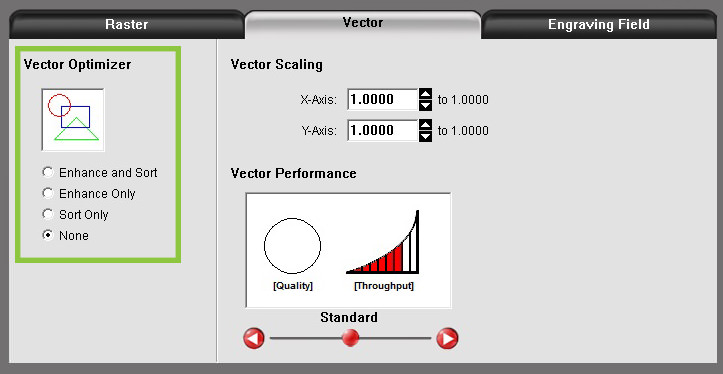 Raster
Vector
Engraving Field
Vector Optimizer
Enhance and Sort
Enhance Only
Sort Only
None
Vector Scaling
X-Axis: 1.0000 to 1.0000
Y-Axis: 1.0000 to 1.0000
Vector Performance
[Quality] [Throughput]
Standard